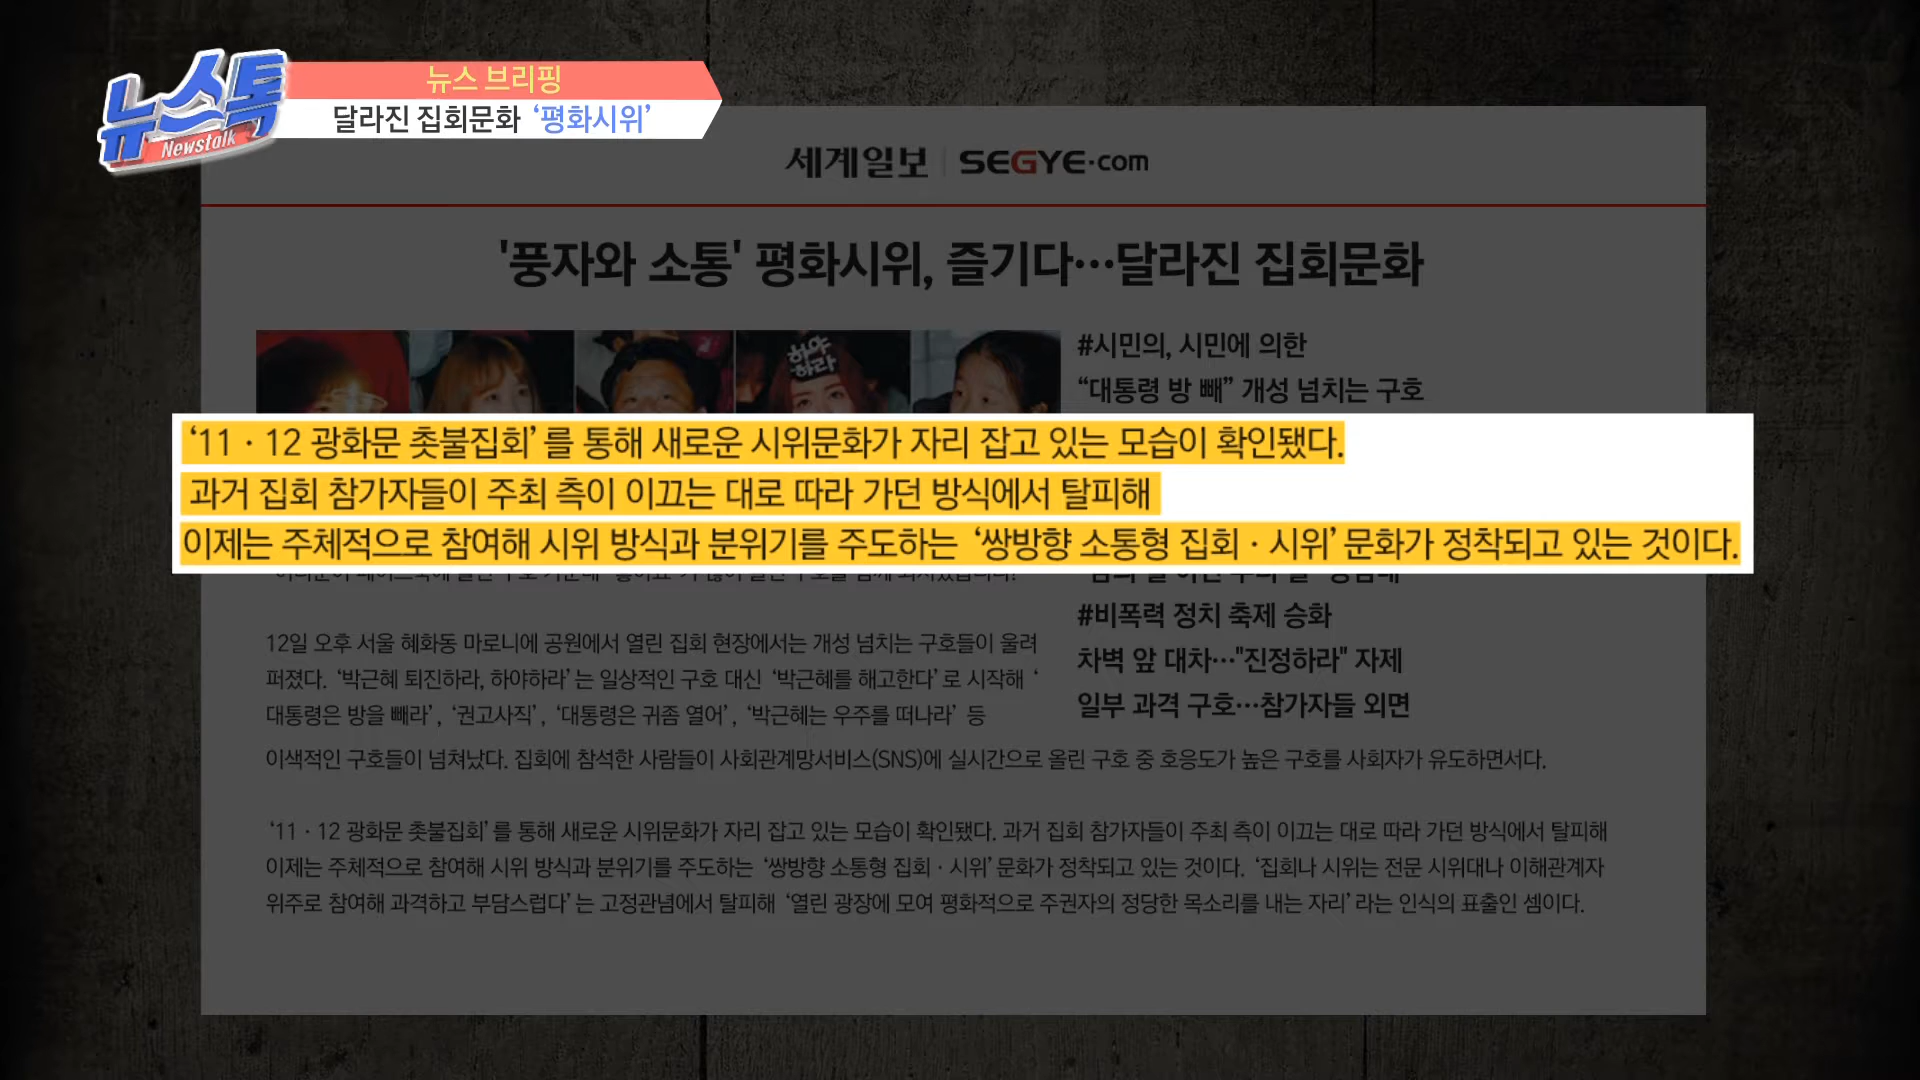 뉴스톡
Newstalk
뉴스 브리핑
달라진 집회문화 ‘평화시위’
세계일보 SEGYE.com
'풍자와 소통' 평화시위, 즐기다…달라진 집회문화
하야
하라
#시민의, 시민에 의한
“대통령 방 빼” 개성 넘치는 구호
‘11 · 12 광화문 촛불집회’를 통해 새로운 시위문화가 자리 잡고 있는 모습이 확인됐다.
과거 집회 참가자들이 주최 측이 이끄는 대로 따라 가던 방식에서 탈피해
이제는 주체적으로 참여해 시위 방식과 분위기를 주도하는 ‘쌍방향 소통형 집회 · 시위’ 문화가 정착되고 있는 것이다.
#비폭력 정치 축제 승화
차벽 앞 대차…"진정하라" 자제
일부 과격 구호…참가자들 외면
12일 오후 서울 혜화동 마로니에 공원에서 열린 집회 현장에서는 개성 넘치는 구호들이 울려
퍼졌다. ‘박근혜 퇴진하라, 하야하라’는 일상적인 구호 대신 ‘박근혜를 해고한다’로 시작해 ‘
대통령은 방을 빼라’, ‘권고사직’, ‘대통령은 귀좀 열어’, ‘박근혜는 우주를 떠나라’ 등
이색적인 구호들이 넘쳐났다. 집회에 참석한 사람들이 사회관계망서비스(SNS)에 실시간으로 올린 구호 중 호응도가 높은 구호를 사회자가 유도하면서다.
‘11 · 12 광화문 촛불집회’를 통해 새로운 시위문화가 자리 잡고 있는 모습이 확인됐다. 과거 집회 참가자들이 주최 측이 이끄는 대로 따라 가던 방식에서 탈피해
이제는 주체적으로 참여해 시위 방식과 분위기를 주도하는 ‘쌍방향 소통형 집회 · 시위’ 문화가 정착되고 있는 것이다. ‘집회나 시위는 전문 시위대나 이해관계자
위주로 참여해 과격하고 부담스럽다’는 고정관념에서 탈피해 ‘열린 광장에 모여 평화적으로 주권자의 정당한 목소리를 내는 자리’라는 인식의 표출인 셈이다.